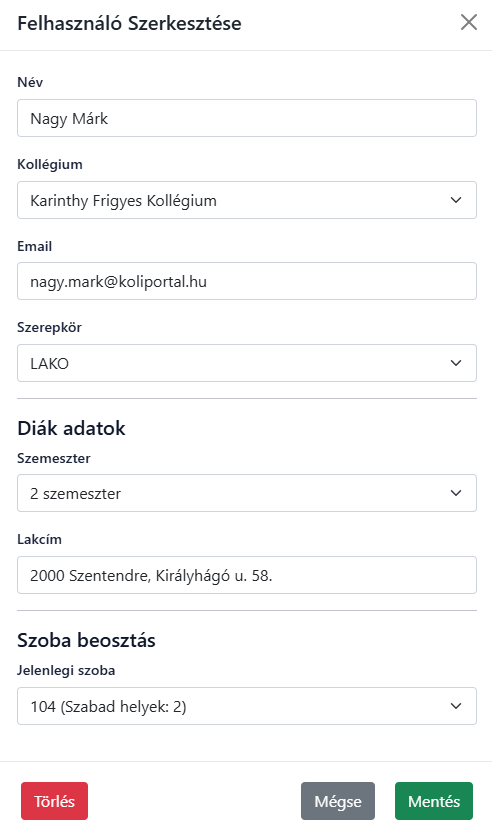 Felhasználó Szerkesztése
Név
Nagy Márk
Kollégium
Karinthy Frigyes Kollégium
Email
nagy.mark@koliportal.hu
Szerepkör
LAKO
Diák adatok
Szemeszter
2 szemeszter
Lakcím
2000 Szentendre, Királyhágó u. 58.
Szoba beosztás
Jelenlegi szoba
104 (Szabad helyek: 2)
Törlés
Mégse
Mentés